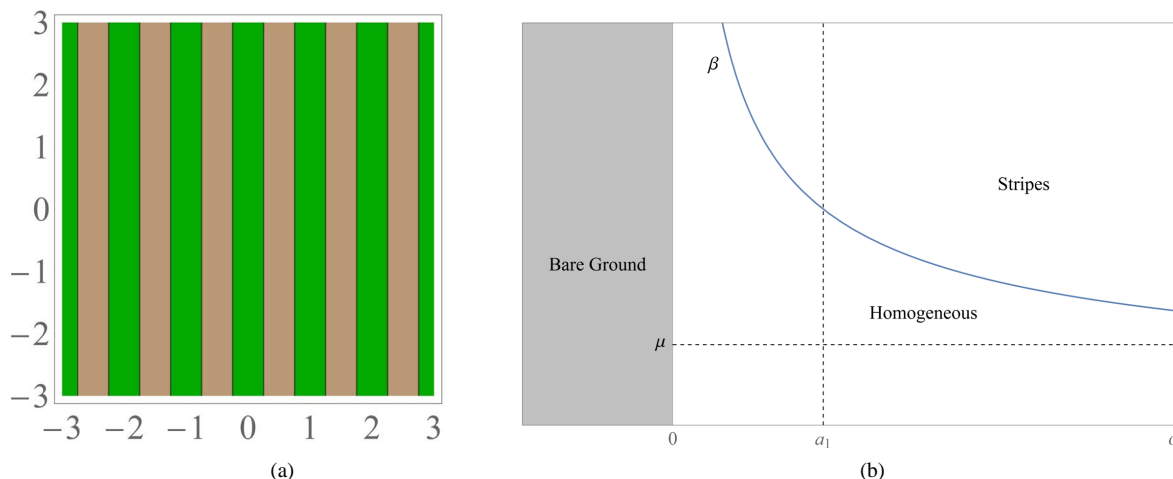 3
2
1
0
−1
−2
−3
−3 −2 −1 0 1 2 3
(a)
β
Stripes
Bare Ground
Homogeneous
μ
0 a₁
(b)